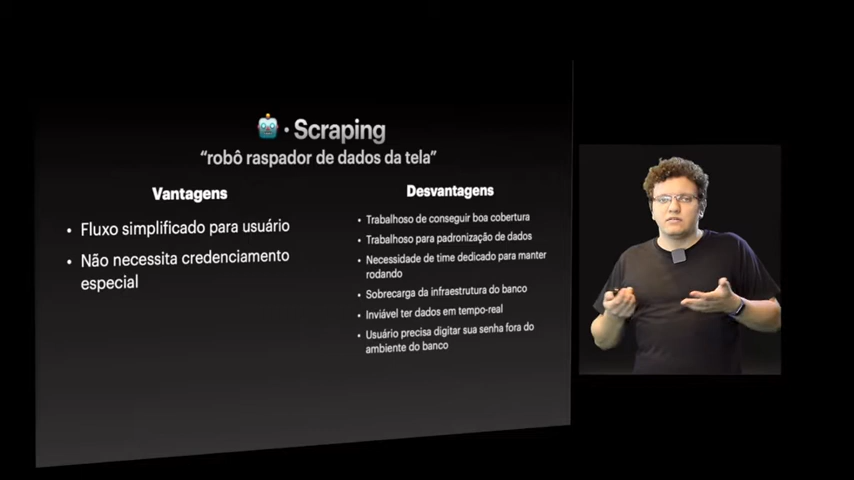 🤖 · Scraping
“robô raspador de dados da tela”
Vantagens
• Fluxo simplificado para usuário
• Não necessita credenciamento
especial
Desvantagens
• Trabalhoso de conseguir boa cobertura
• Trabalhoso para padronização de dados
• Necessidade de time dedicado para manter
rodando
• Sobrecarga da infraestrutura do banco
• Inviável ter dados em tempo-real
• Usuário precisa digitar sua senha fora do
ambiente do banco